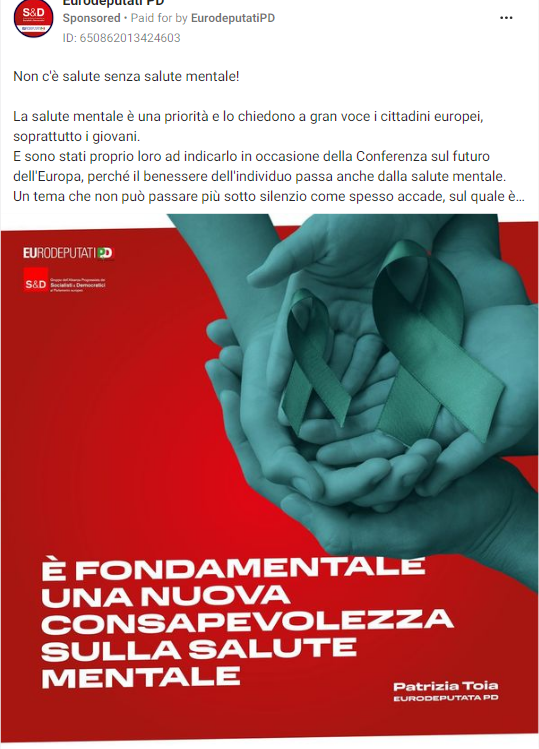 Eurodeputati PD
Sponsored • Paid for by EurodeputatiPD
ID: 650862013424603
Non c'è salute senza salute mentale!
La salute mentale è una priorità e lo chiedono a gran voce i cittadini europei,
soprattutto i giovani.
E sono stati proprio loro ad indicarlo in occasione della Conferenza sul futuro
dell'Europa, perché il benessere dell'individuo passa anche dalla salute mentale.
Un tema che non può passare più sotto silenzio come spesso accade, sul quale è...
EURODEPUTATI PD
S&D
Gruppo dell'Alleanza Progressista de
Socialisti e Democratici
al Parlamento europeo
È FONDAMENTALE
UNA NUOVA
CONSAPEVOLEZZA
SULLA SALUTE
MENTALE
Patrizia Toia
EURODEPUTATA PD